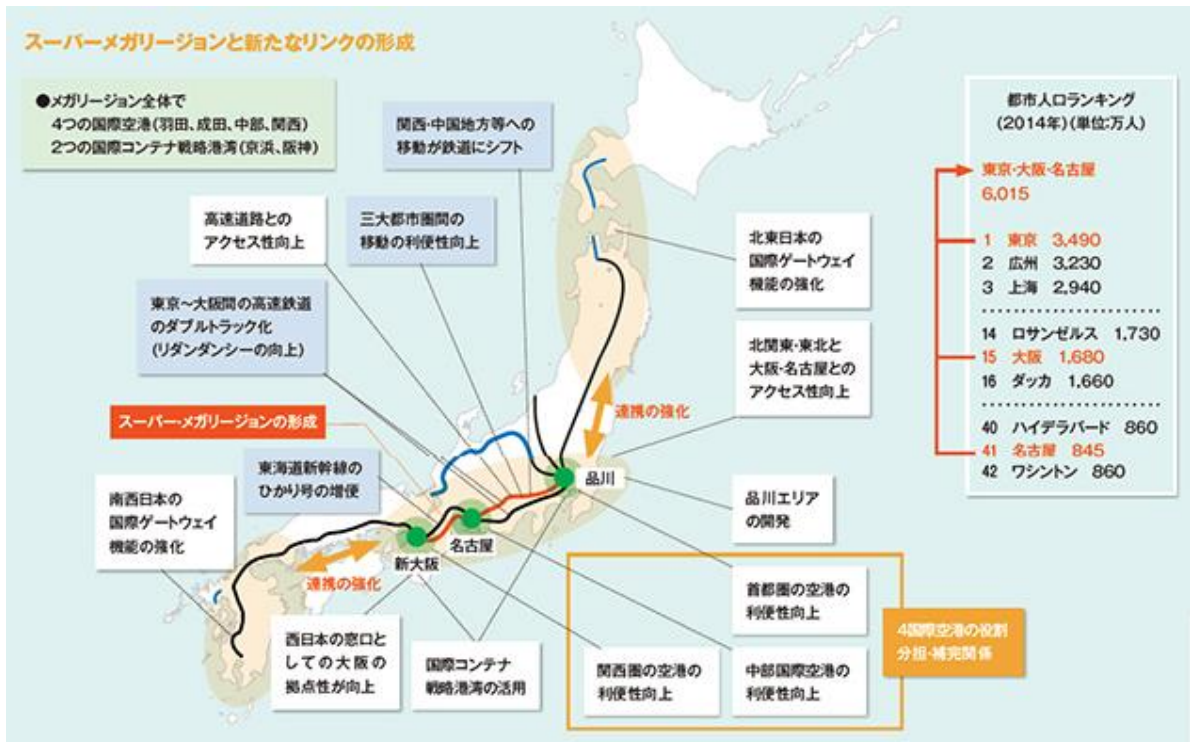 スーパーメガリージョンと新たなリンクの形成
●メガリージョン全体で
4つの国際空港(羽田、成田、中部、関西)
2つの国際コンテナ戦略港湾(京浜、阪神)
関西・中国地方等への
移動が鉄道にシフト
高速道路との
アクセス性向上
三大都市圏間の
移動の利便性向上
東京～大阪間の高速鉄道
のダブルトラック化
(リダンダンシーの向上)
スーパー・メガリージョンの形成
東海道新幹線の
ひかり号の増便
南西日本の
国際ゲートウェイ
機能の強化
北東日本の
国際ゲートウェイ
機能の強化
北関東・東北と
大阪・名古屋との
アクセス性向上
連携の強化
品川
名古屋
新大阪
連携の強化
品川エリア
の開発
西日本の窓口と
しての大阪の
拠点性が向上
国際コンテナ
戦略港湾の活用
首都圏の空港の
利便性向上
関西圏の空港の
利便性向上
中部国際空港の
利便性向上
4国際空港の役割
分担・補完関係
都市人口ランキング
(2014年)(単位:万人)
東京・大阪・名古屋
6,015
1 東京 3,490
2 広州 3,230
3 上海 2,940
14 ロサンゼルス 1,730
15 大阪 1,680
16 ダッカ 1,660
40 ハイデラバード 860
41 名古屋 845
42 ワシントン 860